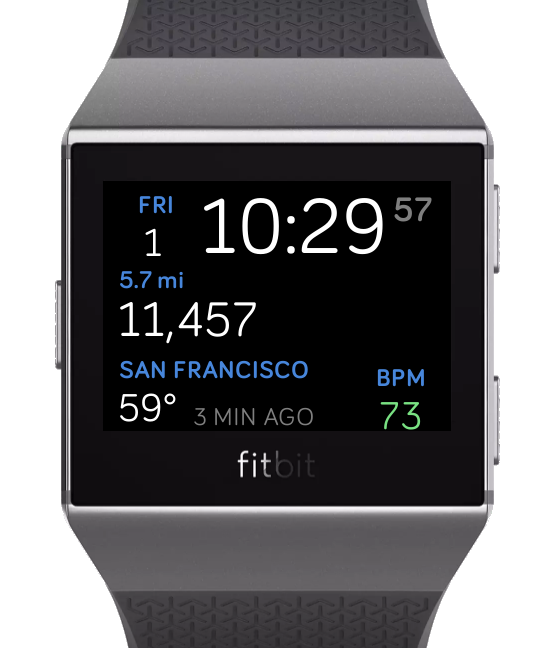 FRI 10:29 57
1
5.7 mi
11,457
SAN FRANCISCO
BPM
59° 3 MIN AGO
73
fitbit